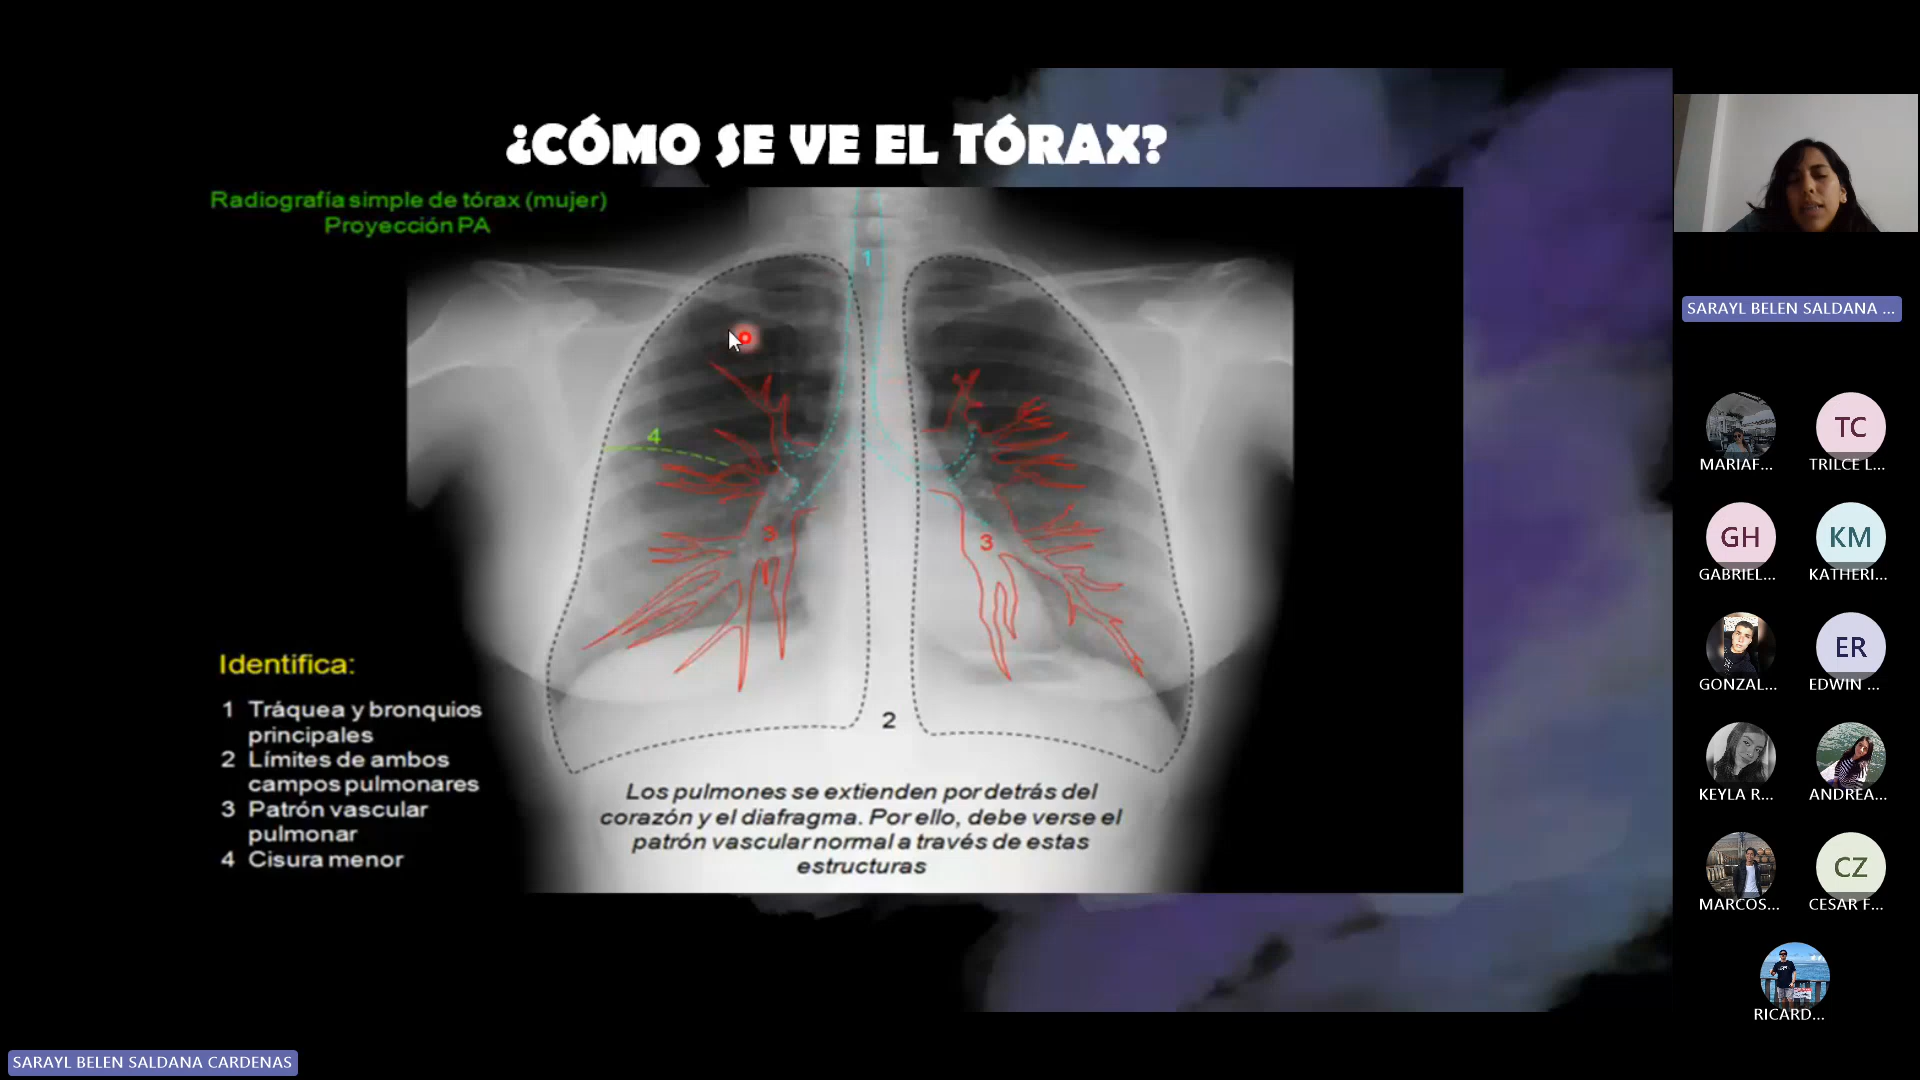 ¿CÓMO SE VE EL TÓRAX?
Radiografía simple de tórax (mujer)
Proyección PA
1
4
3
3
2
Identifica:
1 Tráquea y bronquios
principales
2 Límites de ambos
campos pulmonares
3 Patrón vascular
pulmonar
4 Cisura menor
Los pulmones se extienden por detrás del
corazón y el diafragma. Por ello, debe verse el
patrón vascular normal a través de estas
estructuras
SARAYL BELEN SALDANA ...
TC
MARIAF...
TRILCE L...
GH
KM
GABRIEL...
KATHERI...
ER
GONZAL...
EDWIN ...
KEYLA R...
ANDREA...
CZ
MARCOS...
CESAR F...
RICARD...
SARAYL BELEN SALDANA CARDENAS